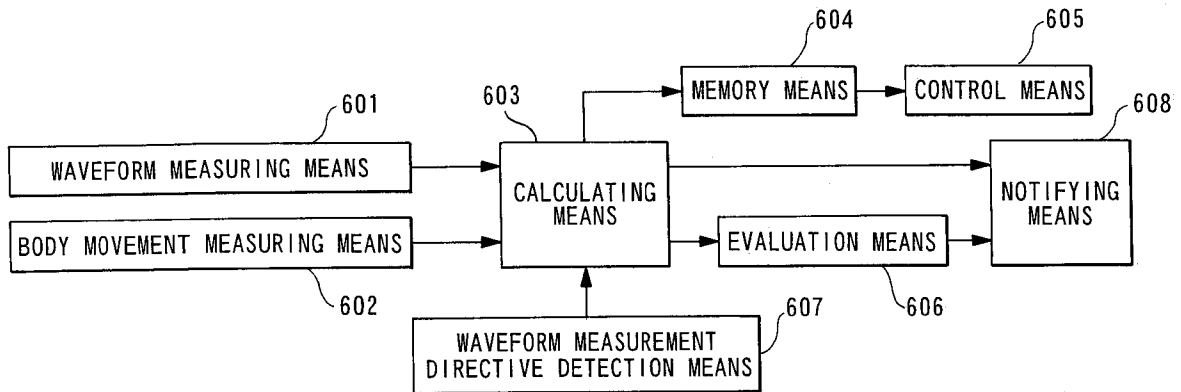 604
605
MEMORY MEANS
CONTROL MEANS
603
608
601
WAVEFORM MEASURING MEANS
CALCULATING
MEANS
NOTIFYING
MEANS
BODY MOVEMENT MEASURING MEANS
EVALUATION MEANS
602
606
607
WAVEFORM MEASUREMENT
DIRECTIVE DETECTION MEANS